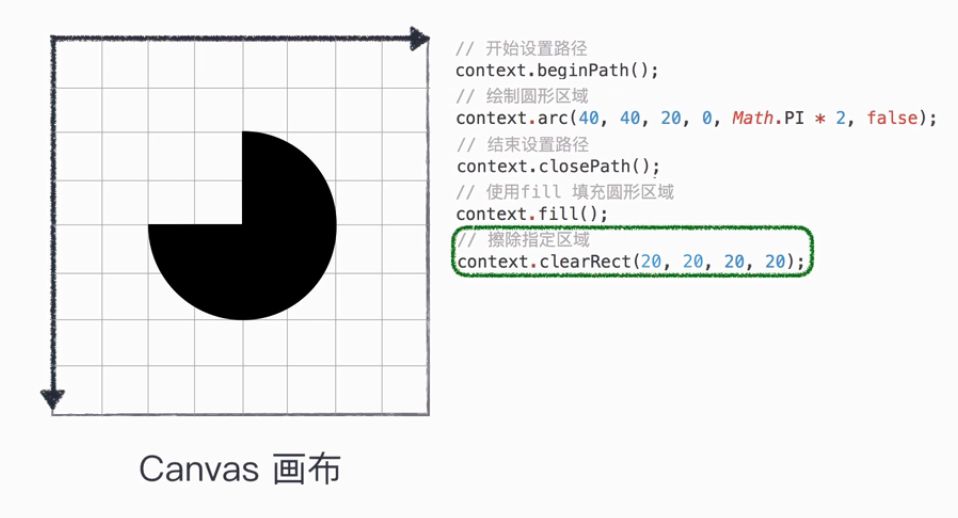 // 开始设置路径
context.beginPath();
// 绘制圆形区域
context.arc(40, 40, 20, 0, Math.PI * 2, false);
// 结束设置路径
context.closePath();
// 使用fill 填充圆形区域
context.fill();
// 擦除指定区域
context.clearRect(20, 20, 20, 20);
Canvas 画布